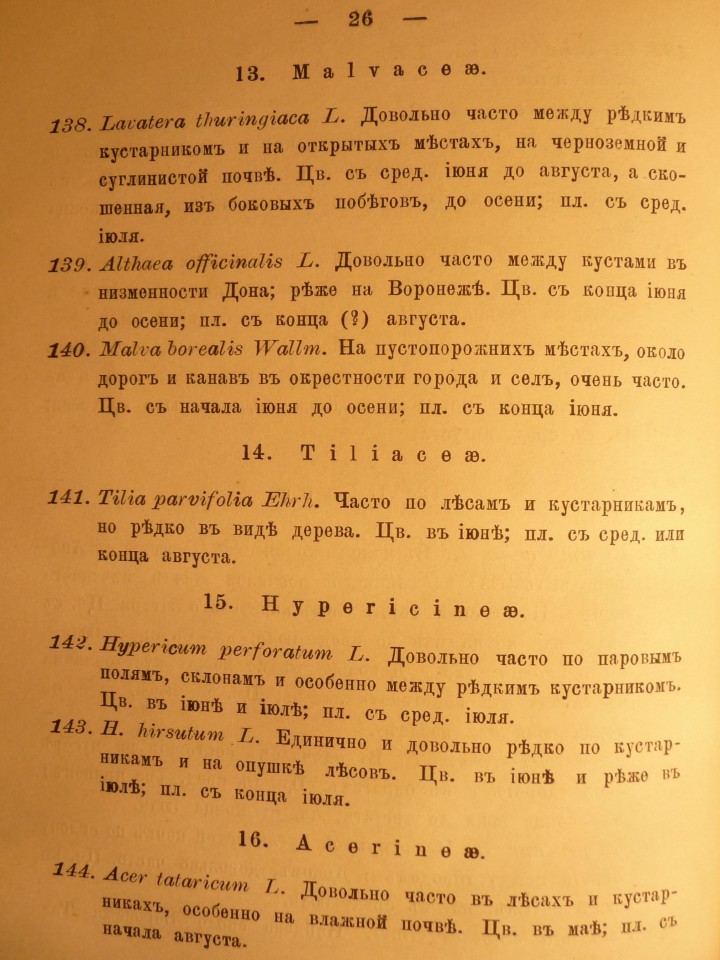 — 26 —
13. Malvaceæ.
138. Lavatera thuringiaca L. Довольно часто между рѣдкимъ
кустарникомъ и на открытыхъ мѣстахъ, на черноземной и
суглинистой почвѣ. Цв. съ сред. іюня до августа, а ско-
шенная, изъ боковыхъ побѣговъ, до осени; пл. съ сред.
іюля.
139. Althaea officinalis L. Довольно часто между кустами въ
низменности Дона; рѣже на Воронежѣ. Цв. съ конца іюня
до осени; пл. съ конца (?) августа.
140. Malva borealis Wallm. На пустопорожнихъ мѣстахъ, около
дорогъ и канавъ въ окрестности города и селъ, очень часто.
Цв. съ начала іюня до осени; пл. съ конца іюня.
14. Tiliaceæ.
141. Tilia parvifolia Ehrh. Часто по лѣсамъ и кустарникамъ,
но рѣдко въ видѣ дерева. Цв. въ іюнѣ; пл. съ сред. или
конца августа.
15. Hypericineæ.
142. Hypericum perforatum L. Довольно часто по паровымъ
полямъ, склонамъ и особенно между рѣдкимъ кустарникомъ.
Цв. въ іюнѣ и іюлѣ; пл. съ сред. іюля.
143. H. hirsutum L. Единично и довольно рѣдко по кустар-
никамъ и на опушкѣ лѣсовъ. Цв. въ іюнѣ и рѣже въ
іюлѣ; пл. съ конца іюля.
16. Acerineæ.
144. Acer tataricum L. Довольно часто въ лѣсахъ и кустар-
никахъ, особенно на влажной почвѣ. Цв. въ маѣ; пл. съ
начала августа.